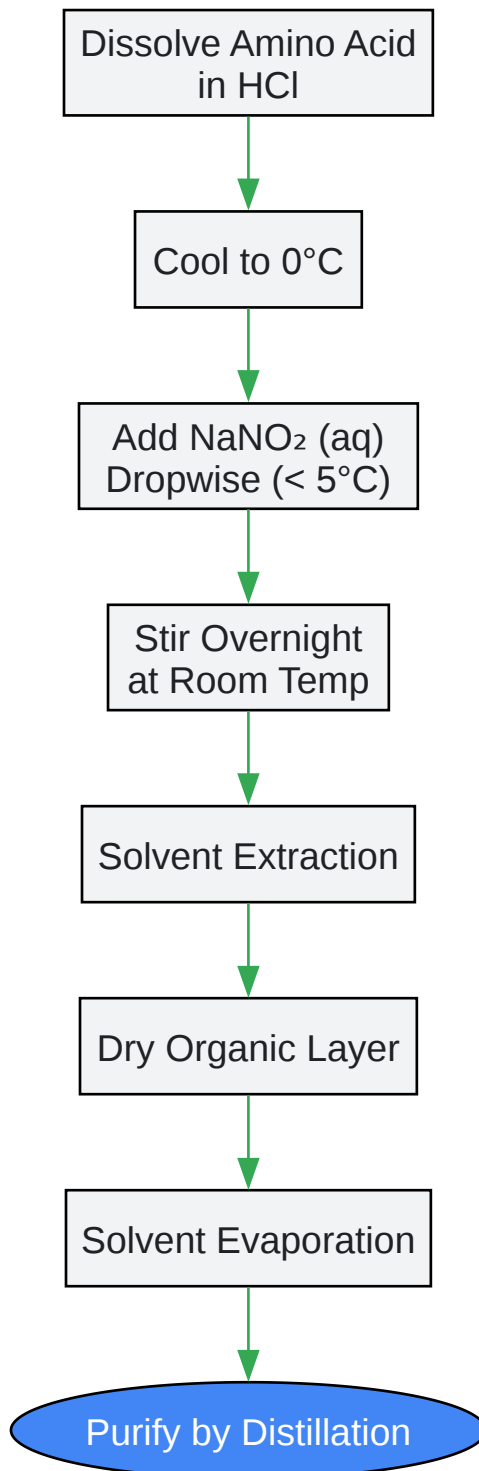 Dissolve Amino Acid
in HCl
Cool to 0°C
Add NaNO₂ (aq)
Dropwise (< 5°C)
Stir Overnight
at Room Temp
Solvent Extraction
Dry Organic Layer
Solvent Evaporation
Purify by Distillation